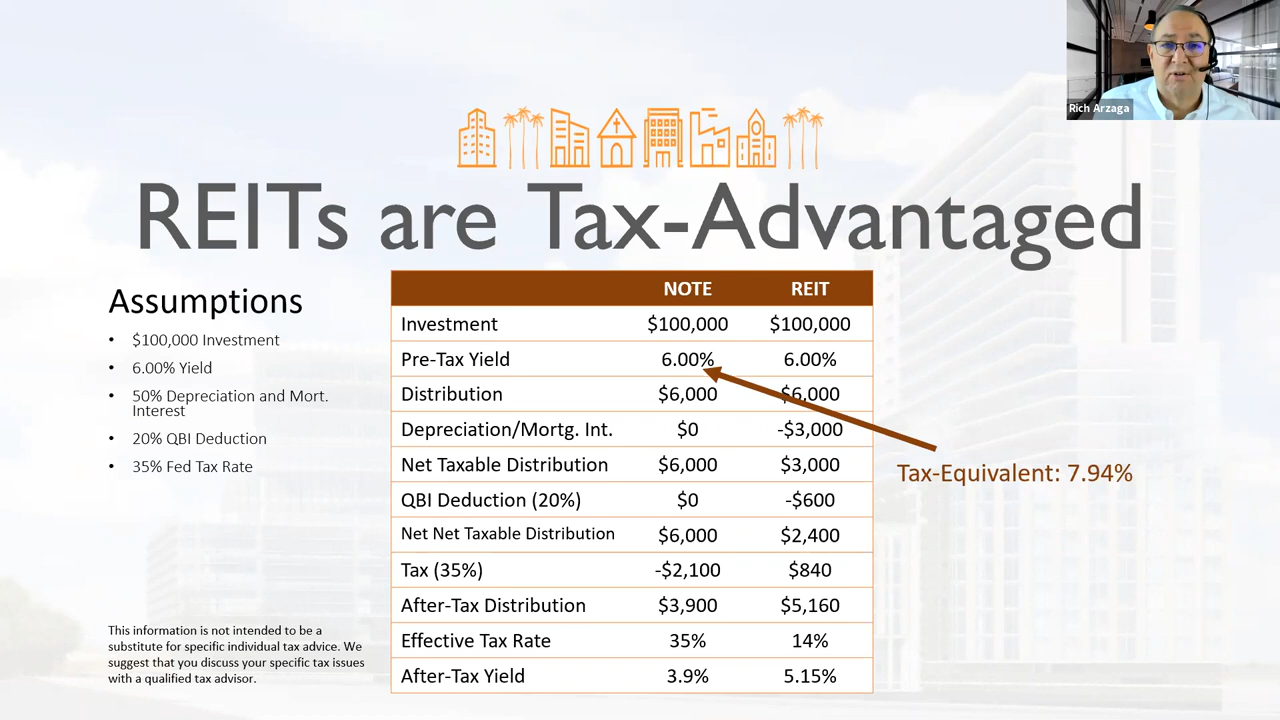 Rich Arzaga
REITs are Tax-Advantaged
Assumptions
• $100,000 Investment
• 6.00% Yield
• 50% Depreciation and Mort.
Interest
• 20% QBI Deduction
• 35% Fed Tax Rate
This information is not intended to be a
substitute for specific individual tax advice. We
suggest that you discuss your specific tax issues
with a qualified tax advisor.
NOTE REIT
Investment $100,000 $100,000
Pre-Tax Yield 6.00% 6.00%
Distribution $6,000 $6,000
Depreciation/Mortg. Int. $0 -$3,000
Net Taxable Distribution $6,000 $3,000
QBI Deduction (20%) $0 -$600
Net Net Taxable Distribution $6,000 $2,400
Tax (35%) -$2,100 $840
After-Tax Distribution $3,900 $5,160
Effective Tax Rate 35% 14%
After-Tax Yield 3.9% 5.15%
Tax-Equivalent: 7.94%